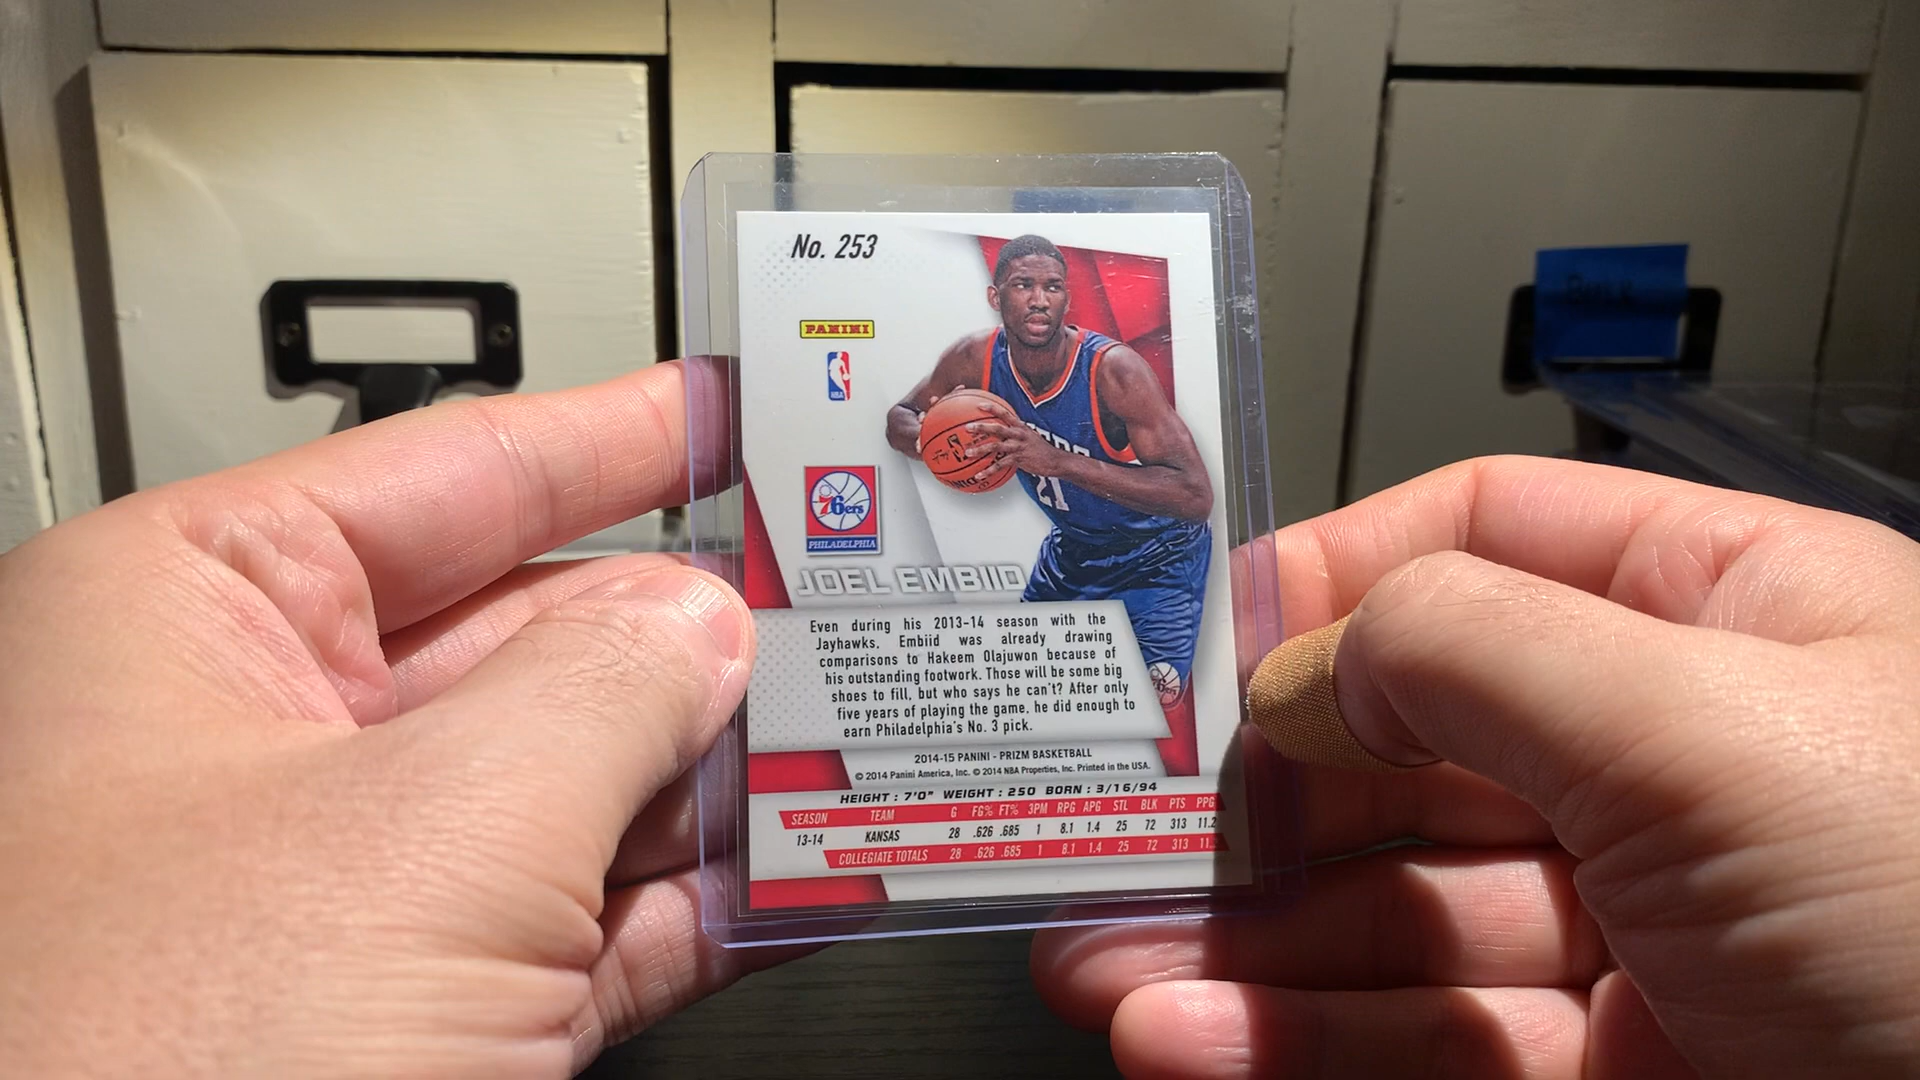 No. 253
PANINI
NBA
76ers
PHILADELPHIA
21
JOEL EMBIID
Even during his 2013-14 season with the
Jayhawks, Embiid was already drawing
comparisons to Hakeem Olajuwon because of
his outstanding footwork. Those will be some big
shoes to fill, but who says he can't? After only
five years of playing the game, he did enough to
earn Philadelphia's No. 3 pick.
2014-15 PANINI - PRIZM BASKETBALL
© 2014 Panini America, Inc. © 2014 NBA Properties, Inc. Printed in the USA.
HEIGHT : 7'0" WEIGHT : 250 BORN : 3/16/94
SEASON TEAM G FG% FT% 3PM RPG APG STL BLK PTS PPG
13-14 KANSAS 28 .626 .685 1 8.1 1.4 25 72 313 11.2
COLLEGIATE TOTALS 28 .626 .685 1 8.1 1.4 25 72 313